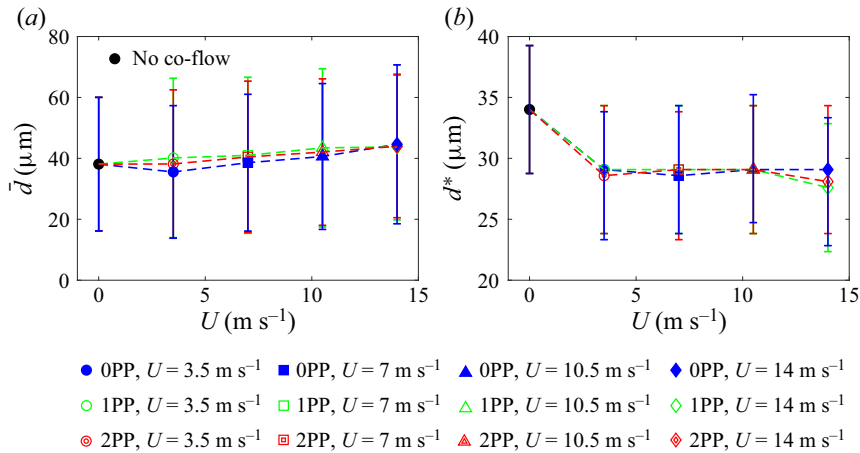 (a)
(b)
80
60
40
20
0
No co-flow
d̄ (μm)
0
5
10
15
U (m s⁻¹)
40
35
30
25
20
d* (μm)
0
5
10
15
U (m s⁻¹)
0PP, U = 3.5 m s⁻¹ 0PP, U = 7 m s⁻¹ 0PP, U = 10.5 m s⁻¹ 0PP, U = 14 m s⁻¹
1PP, U = 3.5 m s⁻¹ 1PP, U = 7 m s⁻¹ 1PP, U = 10.5 m s⁻¹ 1PP, U = 14 m s⁻¹
2PP, U = 3.5 m s⁻¹ 2PP, U = 7 m s⁻¹ 2PP, U = 10.5 m s⁻¹ 2PP, U = 14 m s⁻¹